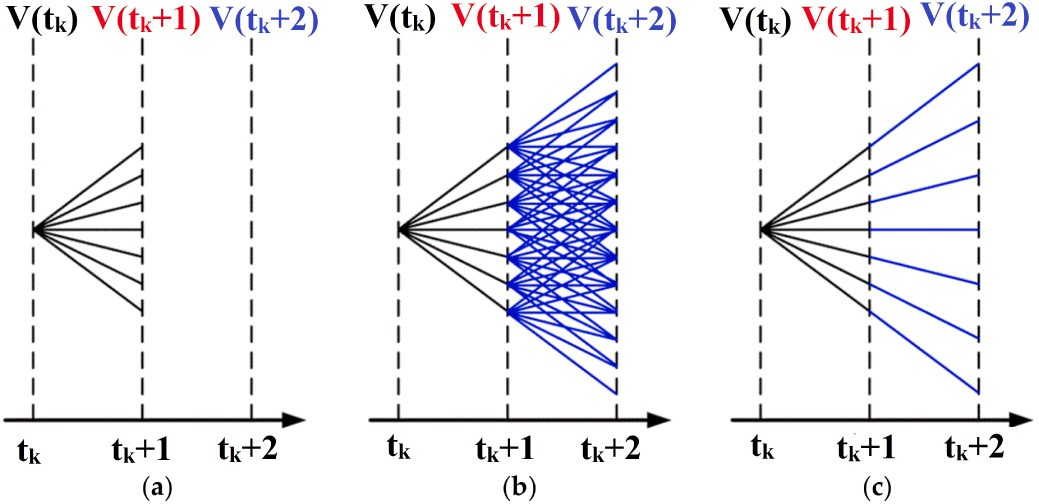 V(tk) V(tk+1) V(tk+2) V(tk) V(tk+1) V(tk+2) V(tk) V(tk+1) V(tk+2)
tk tk+1 tk+2 tk tk+1 tk+2 tk tk+1 tk+2
(a) (b) (c)